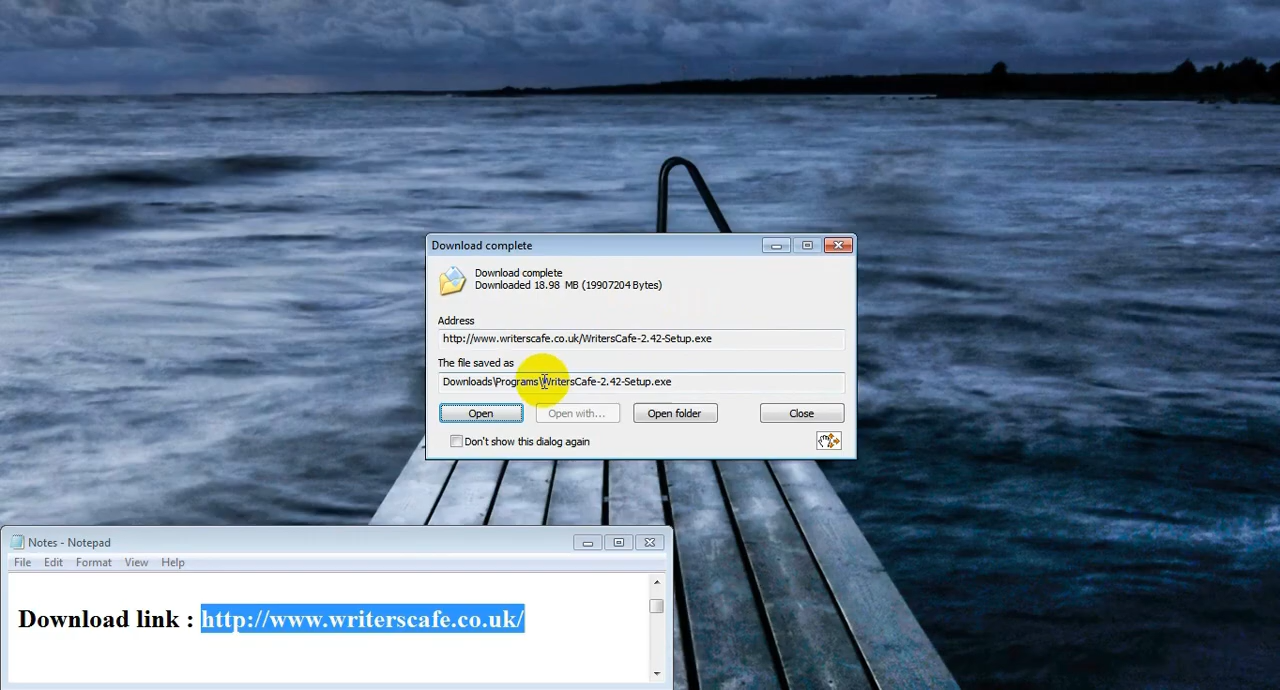 Download complete
Download complete
Downloaded 18.98 MB (19907204 Bytes)
Address
http://www.writerscafe.co.uk/WritersCafe-2.42-Setup.exe
The file saved as
Downloads\Programs\WritersCafe-2.42-Setup.exe
Open
Open with...
Open folder
Close
Don't show this dialog again
Notes - Notepad
File Edit Format View Help
Download link : http://www.writerscafe.co.uk/